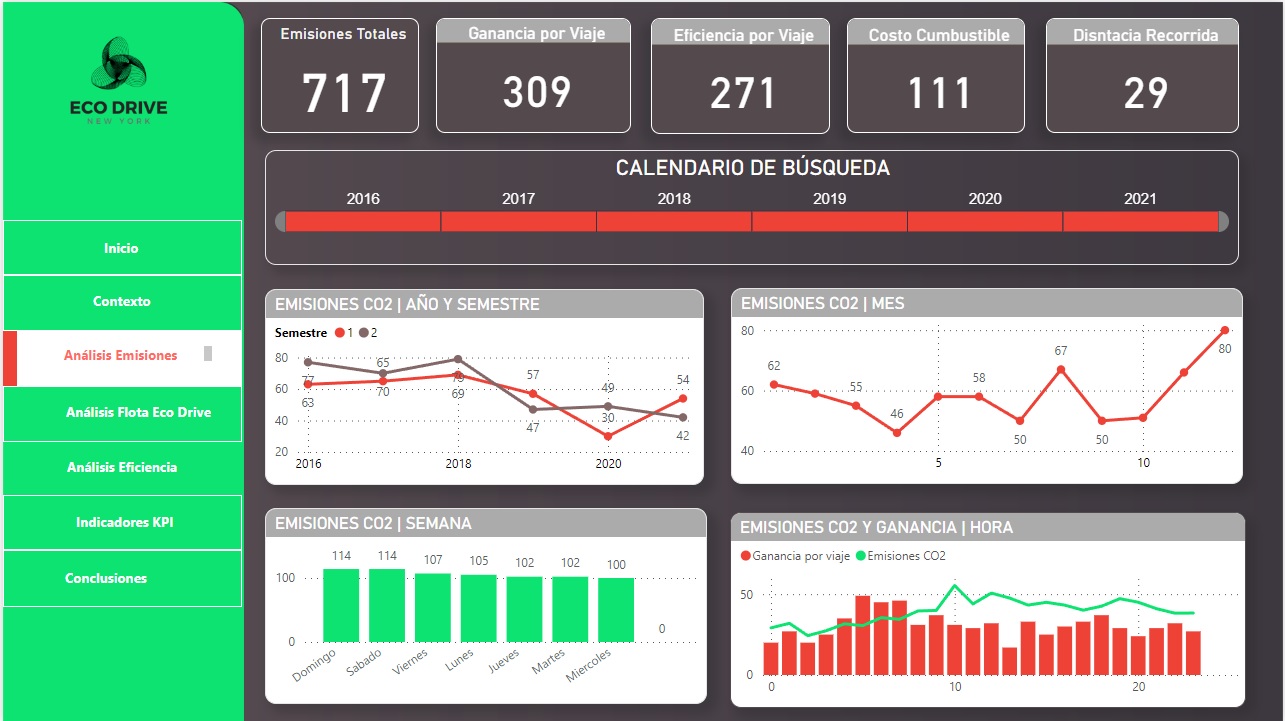 ECO DRIVE
NEW YORK
Inicio
Contexto
Análisis Emisiones
Análisis Flota Eco Drive
Análisis Eficiencia
Indicadores KPI
Conclusiones
Emisiones Totales
717
Ganancia por Viaje
309
Eficiencia por Viaje
271
Costo Cumbustible
111
Disntacia Recorrida
29
CALENDARIO DE BÚSQUEDA
2016 2017 2018 2019 2020 2021
EMISIONES CO2 | AÑO Y SEMESTRE
Semestre 1 2
80
60
40
20
77 65 79 57 49 54
63 70 69 47 30 42
2016 2018 2020
EMISIONES CO2 | MES
80
60
40
62 55 46 58 50 67 50 80
5 10
EMISIONES CO2 | SEMANA
114 114 107 105 102 102 100 0
100
0
Domingo Sabado Viernes Lunes Jueves Martes Miercoles
EMISIONES CO2 Y GANANCIA | HORA
Ganancia por viaje Emisiones CO2
50
0
0 10 20